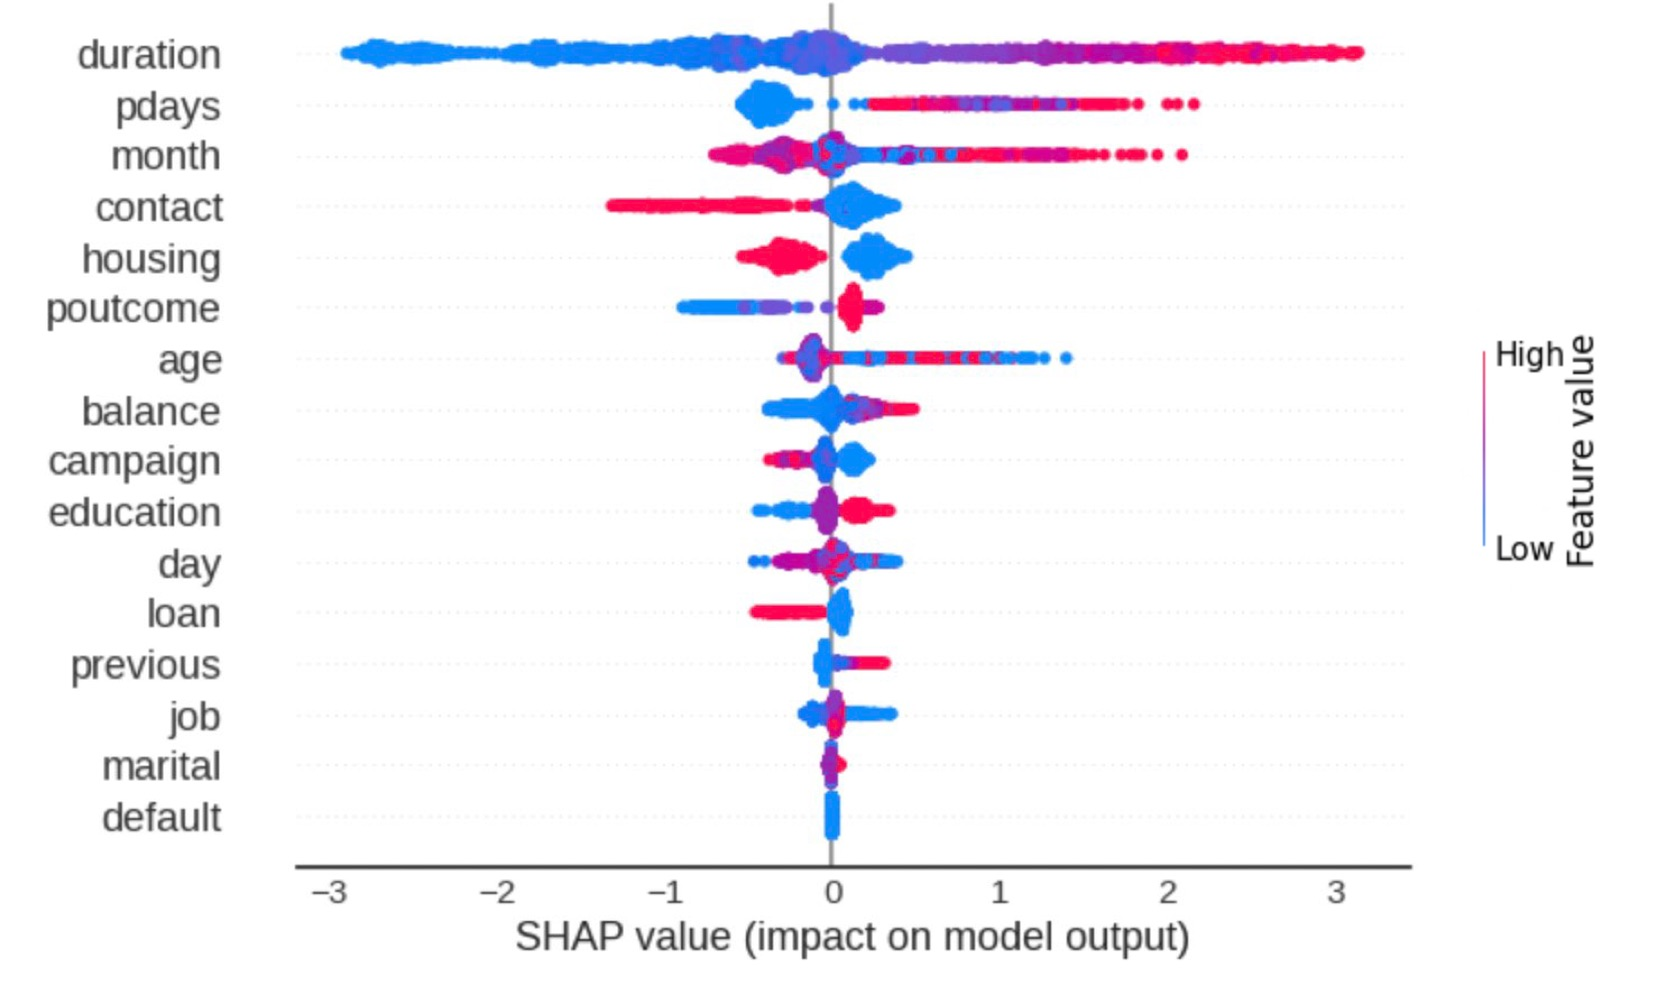 duration
pdays
month
contact
housing
poutcome
age
balance
campaign
education
day
loan
previous
job
marital
default
−3 −2 −1 0 1 2 3
SHAP value (impact on model output)
High
Low
Feature value